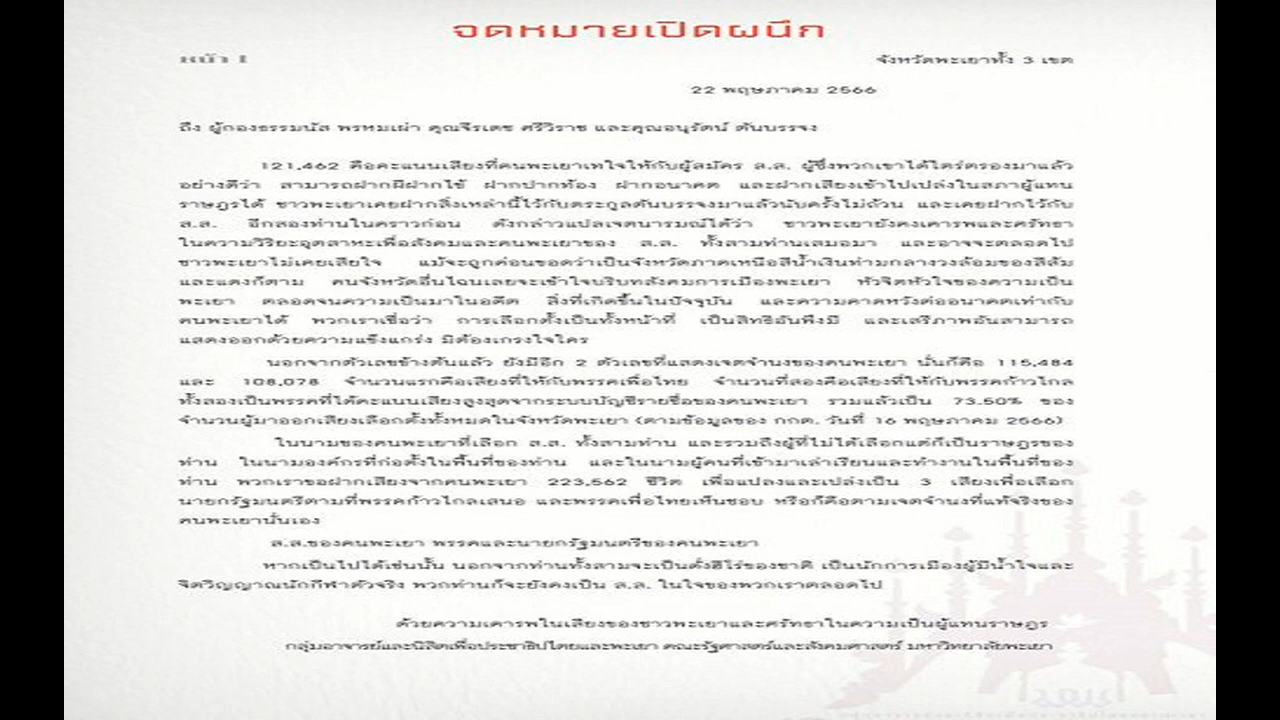 จดหมายเปิดผนึก
หน้า 1
จังหวัดพะเยาทั้ง 3 เขต
22 พฤษภาคม 2566
ถึง ผู้กองธรรมนัส พรหมเผ่า คุณจีรเดช ศรีวิราช และคุณอนุรัตน์ ตันบรรจง
121,462 คือคะแนนเสียงที่คนพะเยาเทใจให้กับผู้สมัคร ส.ส. ผู้ซึ่งพวกเขาได้ไตร่ตรองมาแล้ว
อย่างดีว่า สามารถฝากผีฝากไข้ ฝากปากท้อง ฝากอนาคต และฝากเสียงเข้าไปเปล่งในสภาผู้แทน
ราษฎรได้ ชาวพะเยาเคยฝากสิ่งเหล่านี้ไว้กับตระกูลตันบรรจงมาแล้วนับครั้งไม่ถ้วน และเคยฝากไว้กับ
ส.ส. อีกสองท่านในคราวก่อน ดังกล่าวแปลเจตนารมณ์ได้ว่า ชาวพะเยายังคงเคารพและศรัทธา
ในความวิริยะอุตสาหะเพื่อสังคมและคนพะเยาของ ส.ส. ทั้งสามท่านเสมอมา และอาจจะตลอดไป
ชาวพะเยาไม่เคยเสียใจ แม้จะถูกค่อนขอดว่าเป็นจังหวัดภาคเหนือสีน้ำเงินท่ามกลางวงล้อมของสีส้ม
และแดงก็ตาม คนจังหวัดอื่นไฉนเลยจะเข้าใจบริบทสังคมการเมืองพะเยา หัวจิตหัวใจของความเป็น
พะเยา ตลอดจนความเป็นมาในอดีต สิ่งที่เกิดขึ้นในปัจจุบัน และความคาดหวังต่ออนาคตเท่ากับ
คนพะเยาได้ พวกเราเชื่อว่า การเลือกตั้งเป็นทั้งหน้าที่ เป็นสิทธิอันพึงมี และเสรีภาพอันสามารถ
แสดงออกด้วยความแข็งแกร่ง มิต้องเกรงใจใคร
นอกจากตัวเลขข้างต้นแล้ว ยังมีอีก 2 ตัวเลขที่แสดงเจตจำนงของคนพะเยา นั่นก็คือ 115,484
และ 108,078 จำนวนแรกคือเสียงที่ให้กับพรรคเพื่อไทย จำนวนที่สองคือเสียงที่ให้กับพรรคก้าวไกล
ทั้งสองเป็นพรรคที่ได้คะแนนเสียงสูงสุดจากระบบบัญชีรายชื่อของคนพะเยา รวมแล้วเป็น 73.50% ของ
จำนวนผู้มาออกเสียงเลือกตั้งทั้งหมดในจังหวัดพะเยา (ตามข้อมูลของ กกต. วันที่ 16 พฤษภาคม 2566)
ในนามของคนพะเยาที่เลือก ส.ส. ทั้งสามท่าน และรวมถึงผู้ที่ไม่ได้เลือกแต่ก็เป็นราษฎรของ
ท่าน ในนามองค์กรที่ก่อตั้งในพื้นที่ของท่าน และในนามผู้คนที่เข้ามาเล่าเรียนและทำงานในพื้นที่ของ
ท่าน พวกเราขอฝากเสียงจากคนพะเยา 223,562 ชีวิต เพื่อแปลงและเปล่งเป็น 3 เสียงเพื่อเลือก
นายกรัฐมนตรีตามที่พรรคก้าวไกลเสนอ และพรรคเพื่อไทยเห็นชอบ หรือก็คือตามเจตจำนงที่แท้จริงของ
คนพะเยานั่นเอง
ส.ส.ของคนพะเยา พรรคและนายกรัฐมนตรีของคนพะเยา
หากเป็นไปได้เช่นนั้น นอกจากท่านทั้งสามจะเป็นดั่งฮีโร่ของชาติ เป็นนักการเมืองผู้มีน้ำใจและ
จิตวิญญาณนักกีฬาตัวจริง พวกท่านก็จะยังคงเป็น ส.ส. ในใจของพวกเราตลอดไป
ด้วยความเคารพในเสียงของชาวพะเยาและศรัทธาในความเป็นผู้แทนราษฎร
กลุ่มอาจารย์และนิสิตเพื่อประชาธิปไตยและพะเยา คณะรัฐศาสตร์และสังคมศาสตร์ มหาวิทยาลัยพะเยา